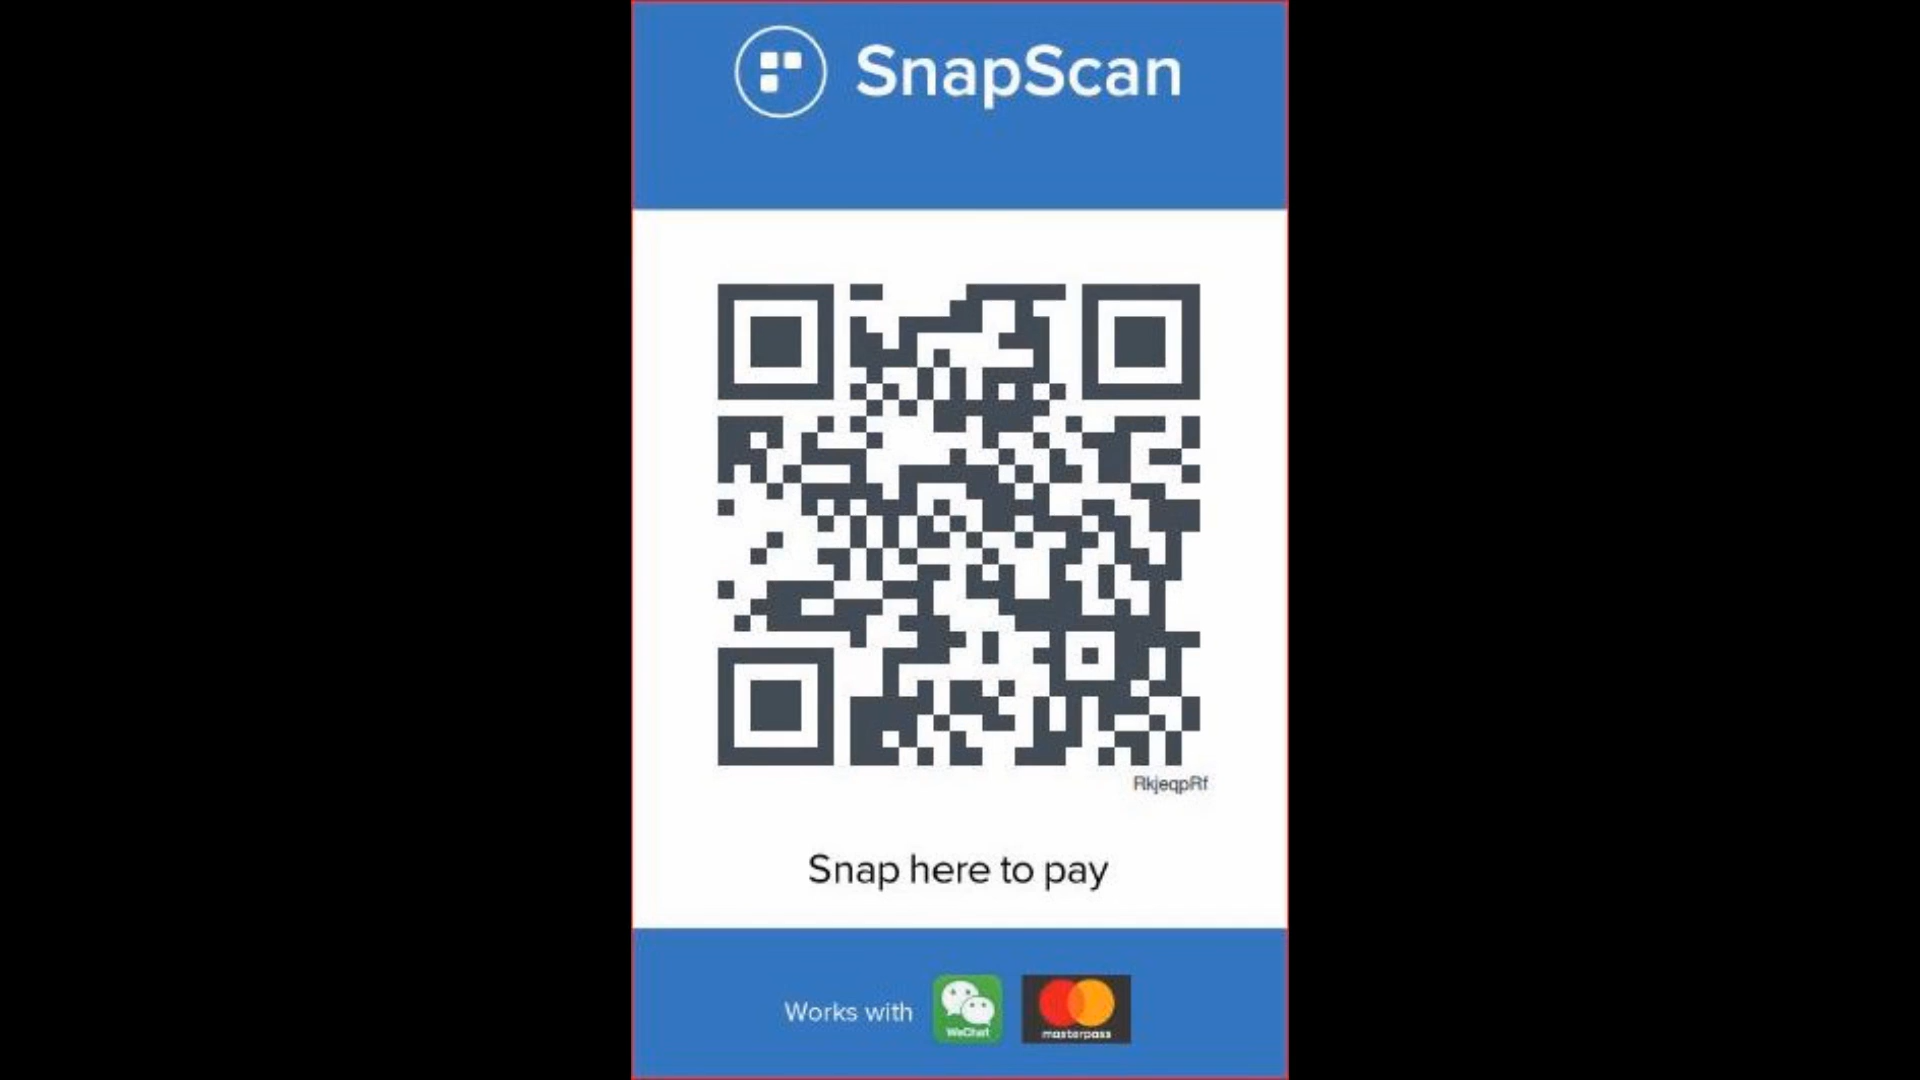 SnapScan
RkjeqpRf
Snap here to pay
Works with
WeChat
masterpass